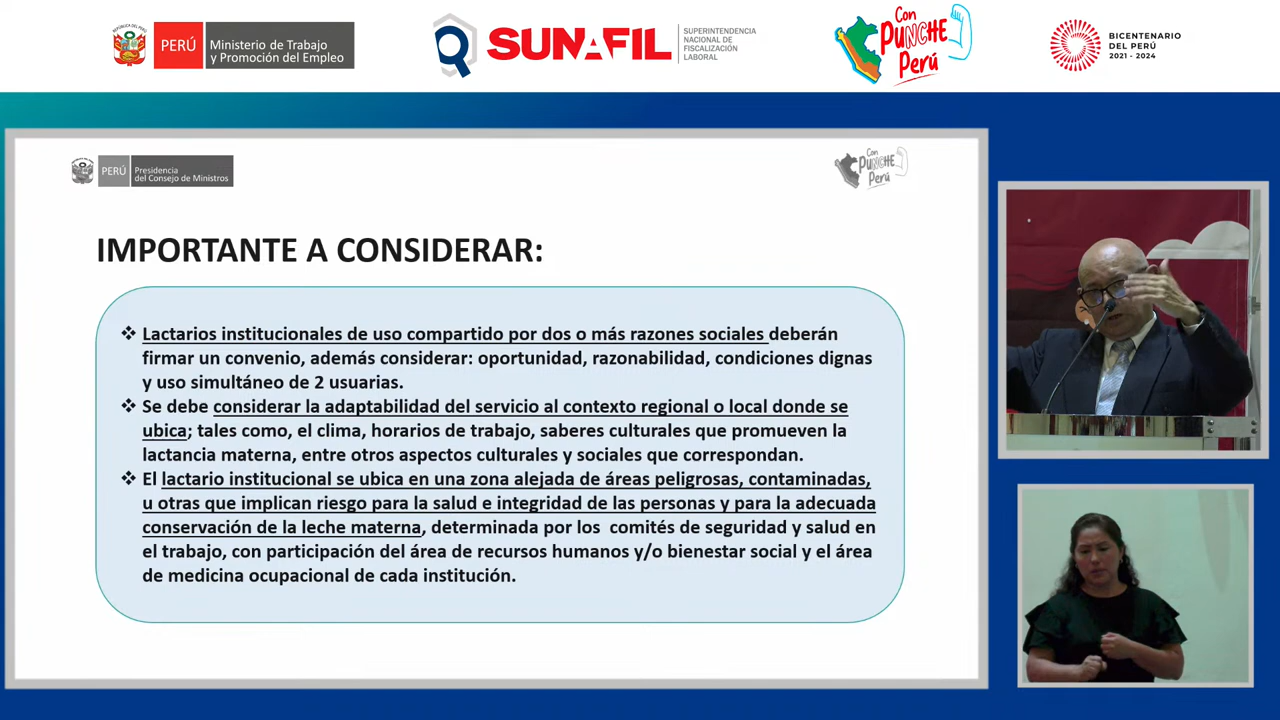 REPÚBLICA DEL PERÚ
PERÚ
Ministerio de Trabajo
y Promoción del Empleo
SUNAFIL
SUPERINTENDENCIA
NACIONAL DE
FISCALIZACIÓN
LABORAL
Con
PUNCHE
Perú
BICENTENARIO
DEL PERÚ
2021 - 2024
PERÚ
Presidencia
del Consejo de Ministros
Con
PUNCHE
Perú
IMPORTANTE A CONSIDERAR:
❖ Lactarios institucionales de uso compartido por dos o más razones sociales deberán
firmar un convenio, además considerar: oportunidad, razonabilidad, condiciones dignas
y uso simultáneo de 2 usuarias.
❖ Se debe considerar la adaptabilidad del servicio al contexto regional o local donde se
ubica; tales como, el clima, horarios de trabajo, saberes culturales que promueven la
lactancia materna, entre otros aspectos culturales y sociales que correspondan.
❖ El lactario institucional se ubica en una zona alejada de áreas peligrosas, contaminadas,
u otras que implican riesgo para la salud e integridad de las personas y para la adecuada
conservación de la leche materna, determinada por los comités de seguridad y salud en
el trabajo, con participación del área de recursos humanos y/o bienestar social y el área
de medicina ocupacional de cada institución.